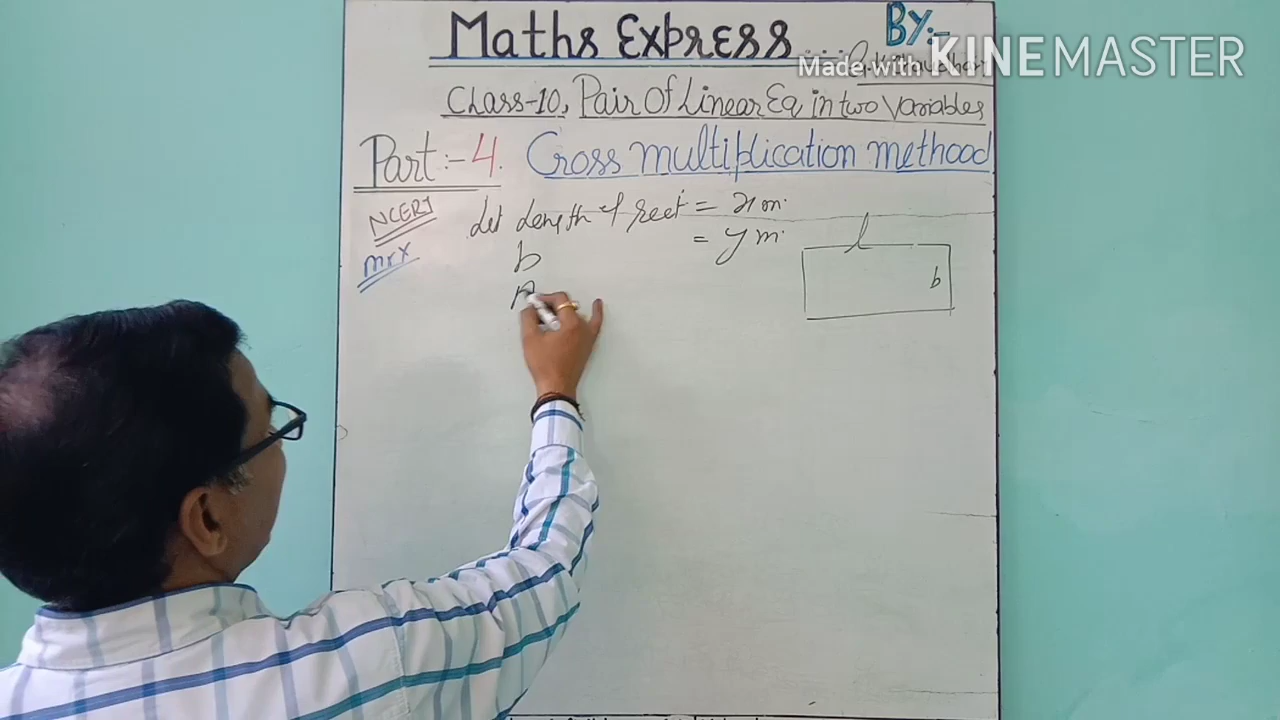 Maths Express ...
BY:-
Made with KINEMASTER
Class-10, Pair Of Linear Eq in two variables
Part:-4. Cross multiplication methood
NCERT
mrx
Let Length of rect = x m.
= y m.
b
A
l
b